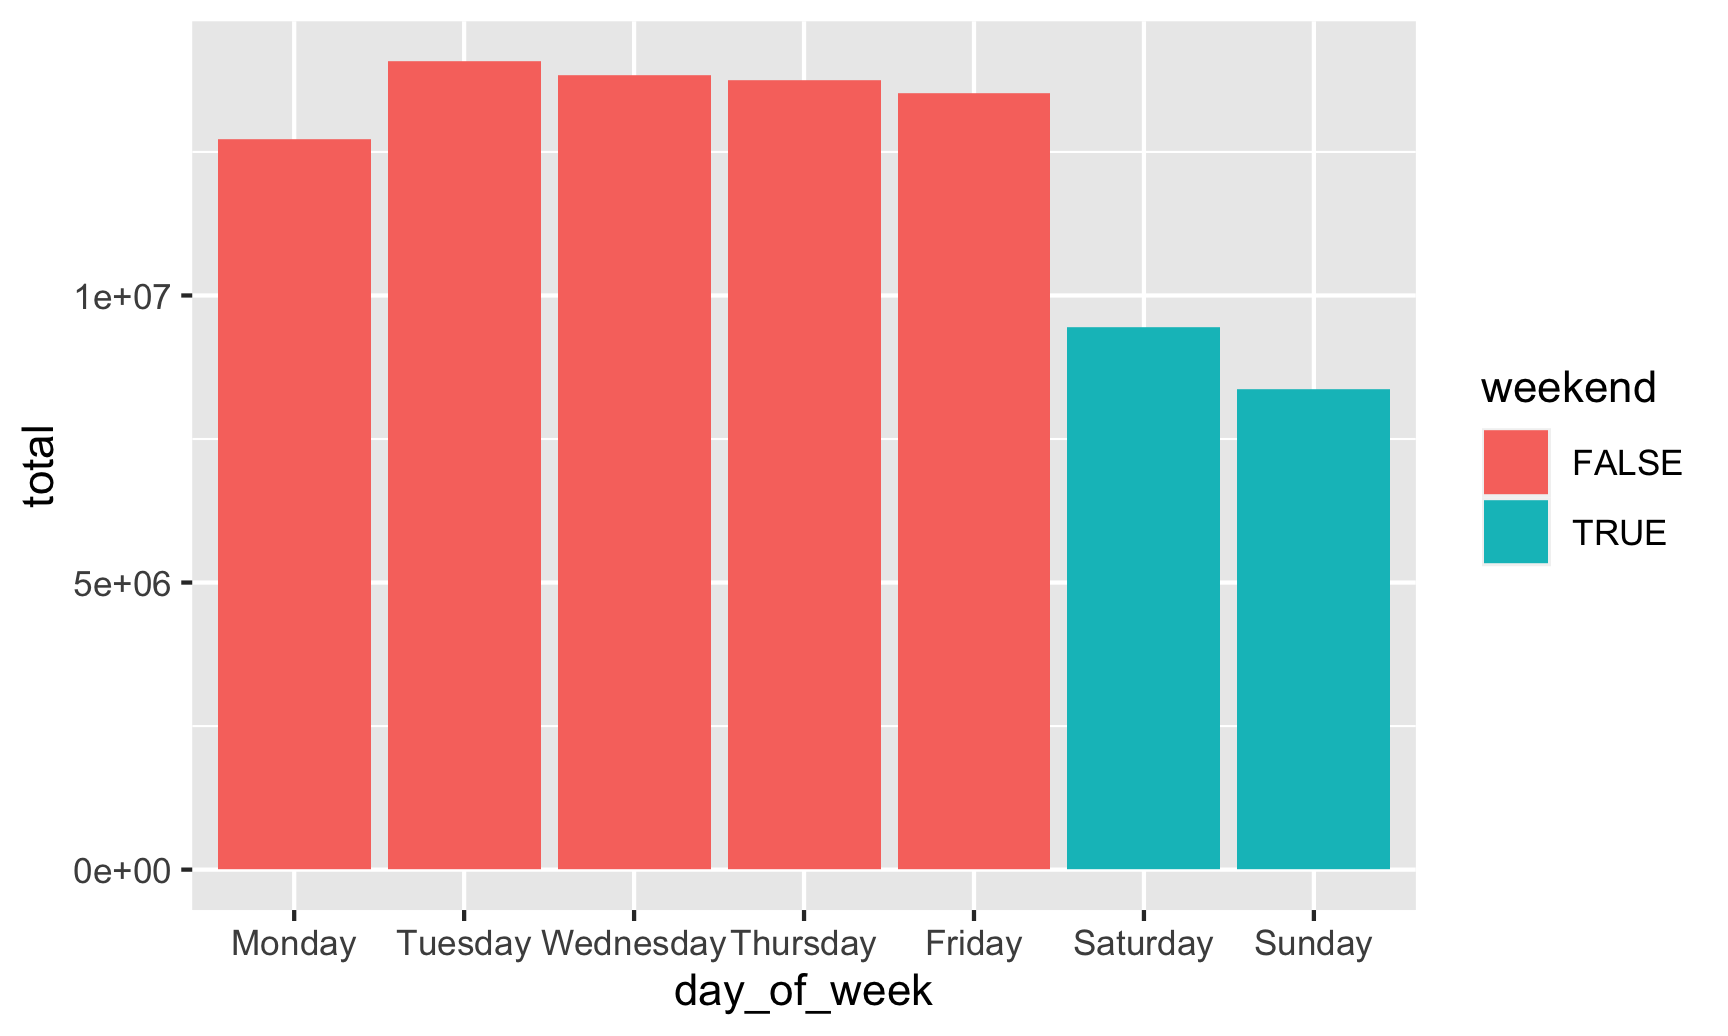 total
1e+07
5e+06
0e+00
Monday Tuesday Wednesday Thursday Friday Saturday Sunday
day_of_week
weekend
FALSE
TRUE